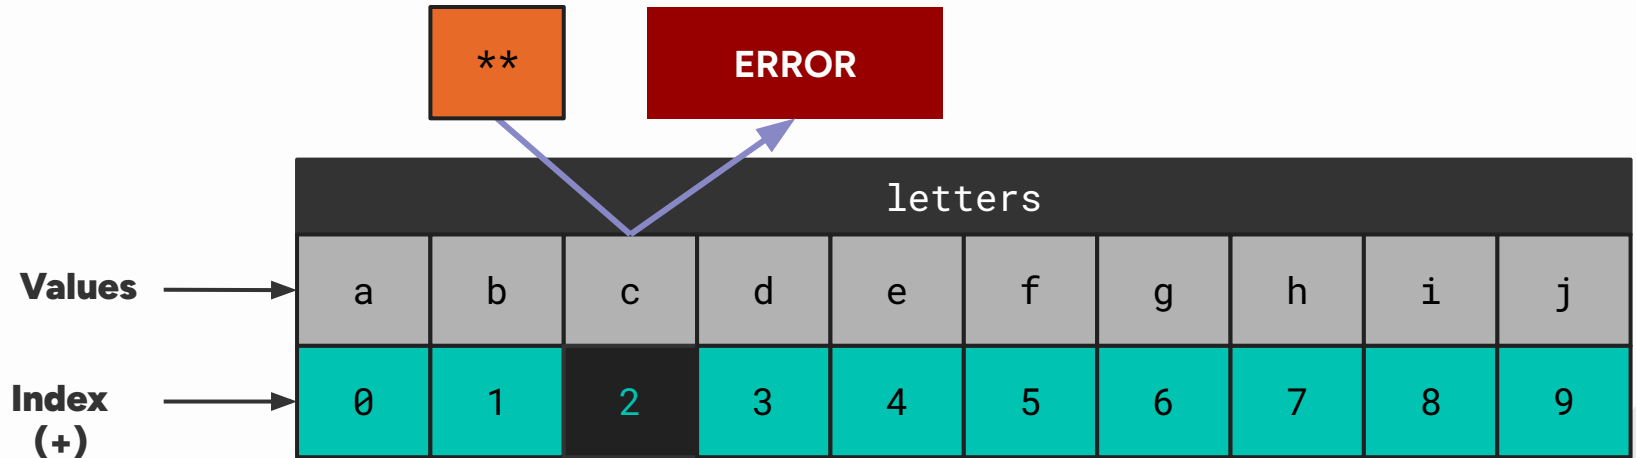 ** ERROR
letters
Values a b c d e f g h i j
Index 0 1 2 3 4 5 6 7 8 9
(+)